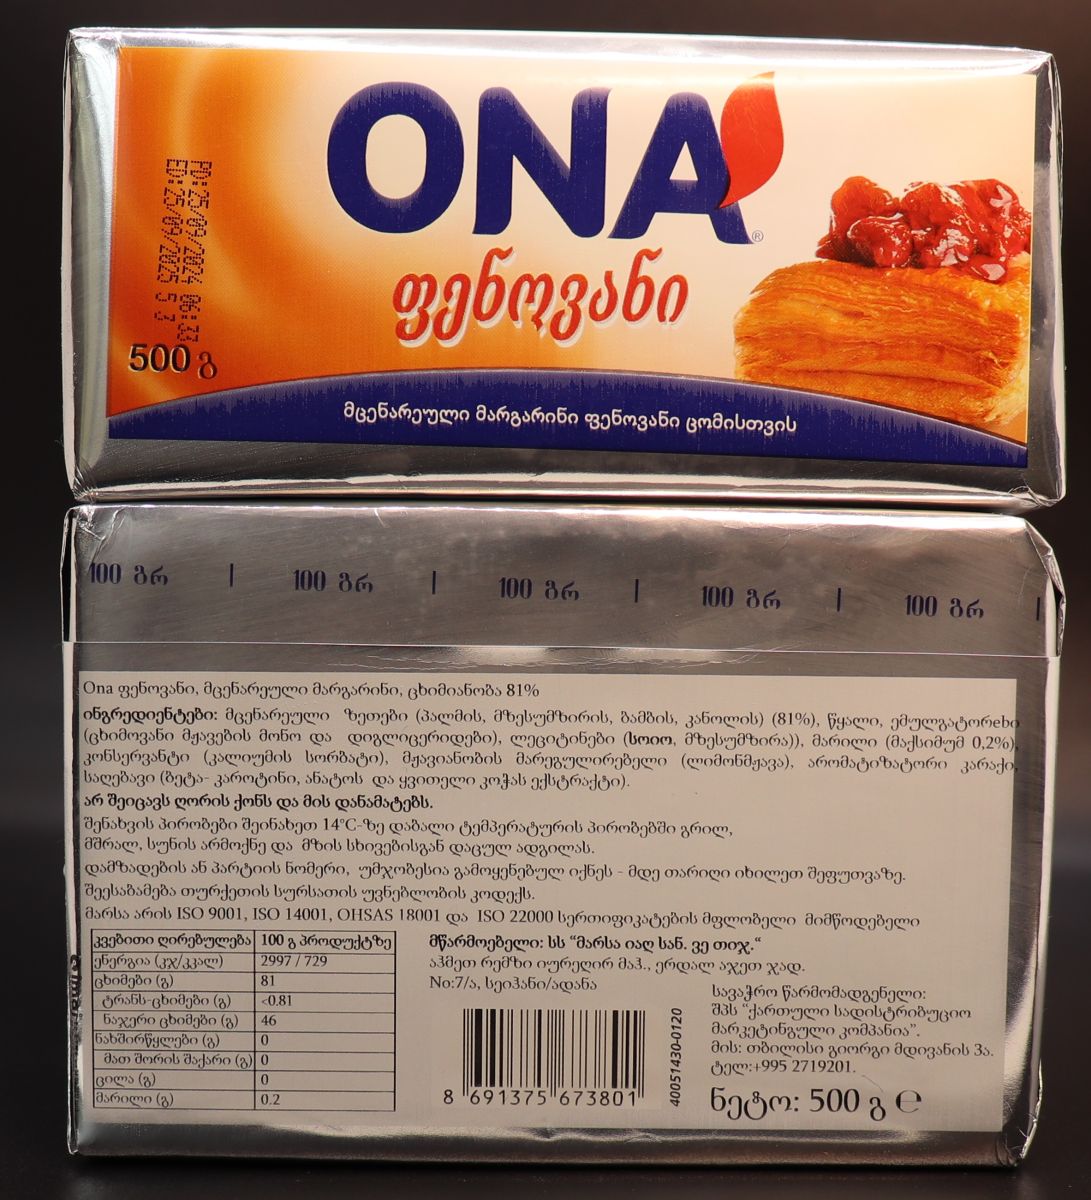 ONA
®
ფენოვანი
PD:25/09/2024 06:33
ED:25/09/2025 5 2
500 გ
მცენარეული მარგარინი ფენოვანი ცომისთვის
100 გრ | 100 გრ | 100 გრ | 100 გრ | 100 გრ |
Ona ფენოვანი, მცენარეული მარგარინი, ცხიმიანობა 81%
ინგრედიენტები: მცენარეული ზეთები (პალმის, მზესუმზირის, ბამბის, კანოლის) (81%), წყალი, ემულგატორები
(ცხიმოვანი მჟავების მონო და დიგლიცერიდები), ლეციტინები (სოიო, მზესუმზირა)), მარილი (მაქსიმუმ 0,2%),
კონსერვანტი (კალიუმის სორბატი), მჟავიანობის მარეგულირებელი (ლიმონმჟავა), არომატიზატორი კარაქი,
საღებავი (ბეტა- კაროტინი, ანატოს და ყვითელი კოჭას ექსტრაქტი).
არ შეიცავს ღორის ქონს და მის დანამატებს.
შენახვის პირობები შეინახეთ 14°C-ზე დაბალი ტემპერატურის პირობებში გრილ,
მშრალ, სუნის არმოქნე და მზის სხივებისგან დაცულ ადგილას.
დამზადების ან პარტიის ნომერი, უმჯობესია გამოყენებულ იქნეს - მდე თარიღი იხილეთ შეფუთვაზე.
შეესაბამება თურქეთის სურსათის უვნებლობის კოდექს.
მარსა არის ISO 9001, ISO 14001, OHSAS 18001 და ISO 22000 სერთიფიკატების მფლობელი მიმწოდებელი
კვებითი ღირებულება 100 გ პროდუქტზე
ენერგია (კჯ/კკალ) 2997 / 729
ცხიმები (გ) 81
ტრანს-ცხიმები (გ) <0.81
ნაჯერი ცხიმები (გ) 46
ნახშირწყლები (გ) 0
მათ შორის შაქარი (გ) 0
ცილა (გ) 0
მარილი (გ) 0.2
მწარმოებელი: სს “მარსა იაღ სან. ვე თიჯ.“
აჰმეთ რემზი იურეღირ მაჰ., ერდალ აჯეთ ჯად.
No:7/ა, სეიჰანი/ადანა
8 691375 673801
40051430-0120
სავაჭრო წარმომადგენელი:
შპს “ქართული სადისტრიბუციო
მარკეტინგული კომპანია”.
მის: თბილისი გიორგი მდივანის 3ა.
ტელ:+995 2719201.
ნეტო: 500 გ ℮